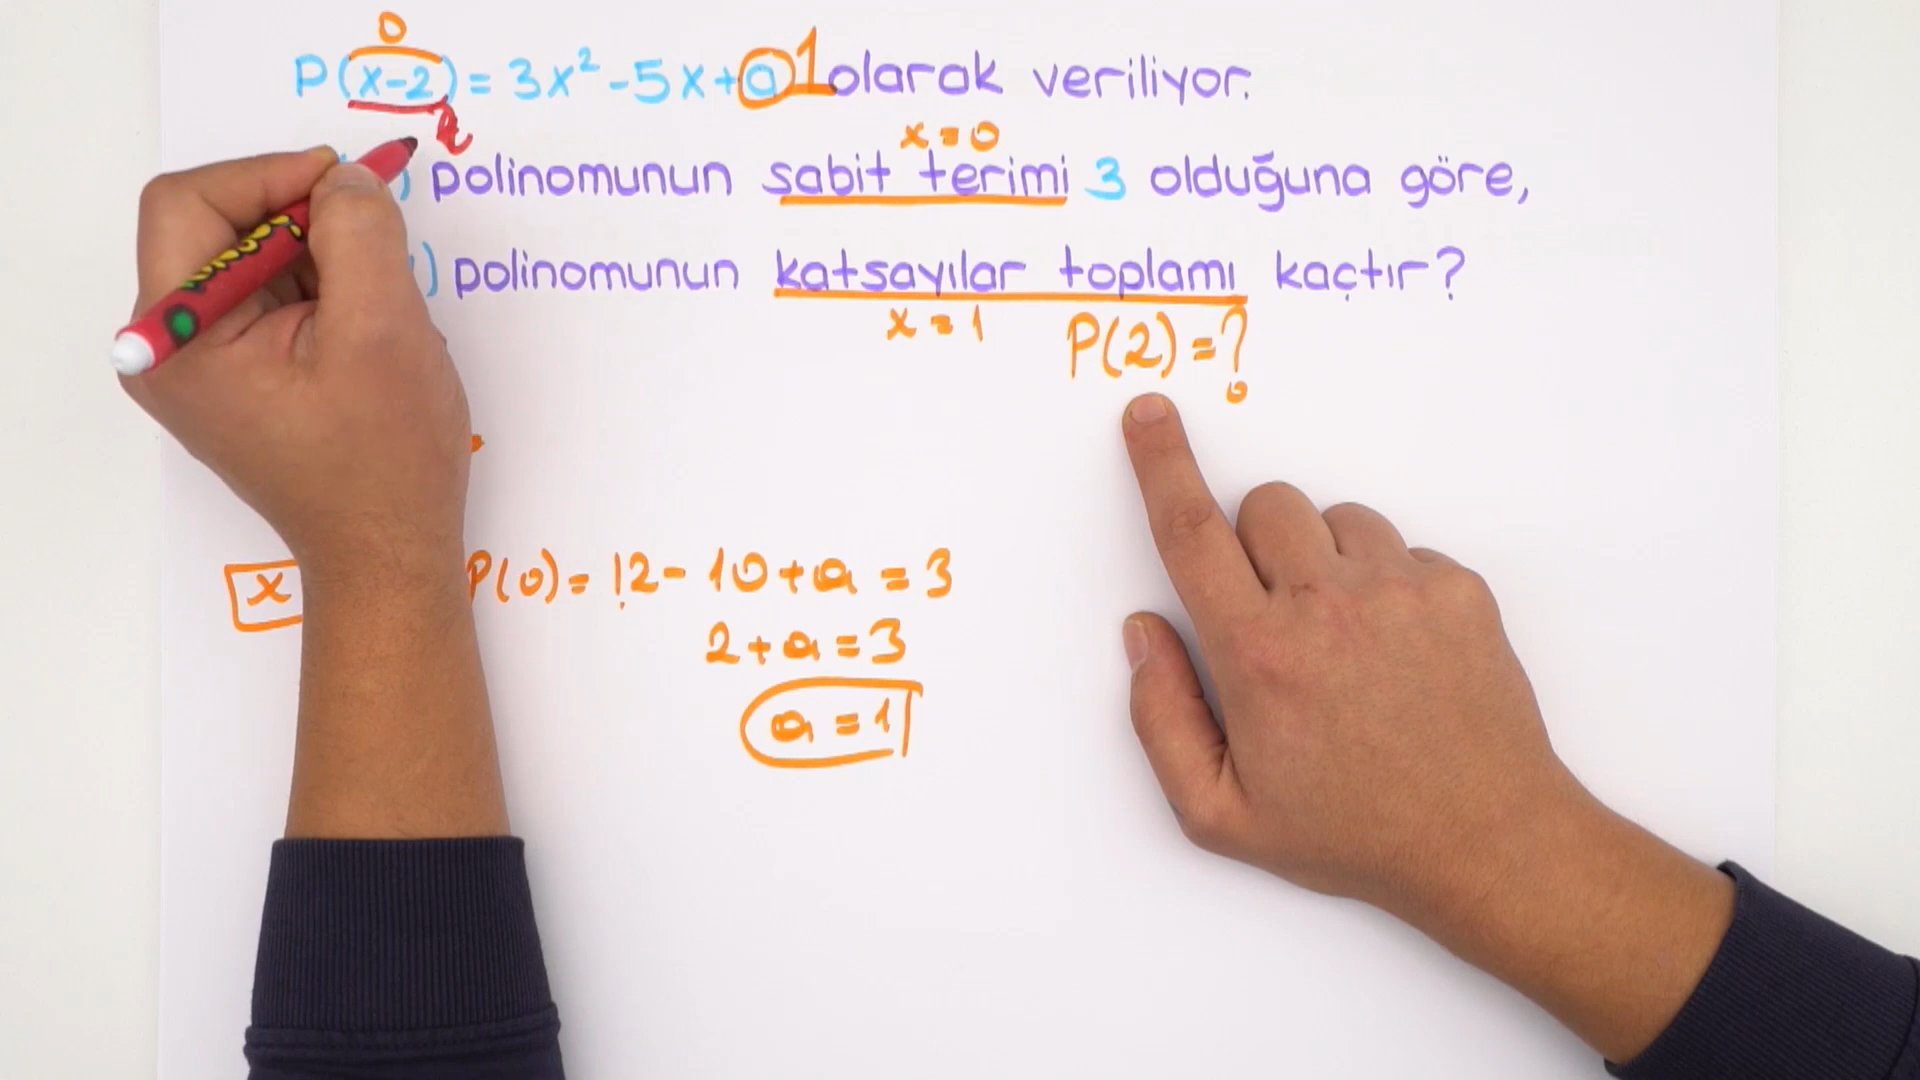 0
P(x-2) = 3x² -5x+a 1 olarak veriliyor.
2
x = 0
) polinomunun sabit terimi 3 olduğuna göre,
) polinomunun katsayılar toplamı kaçtır?
x = 1
P(2) = ?
x
P(0) = 12 - 10 + a = 3
2 + a = 3
a = 1